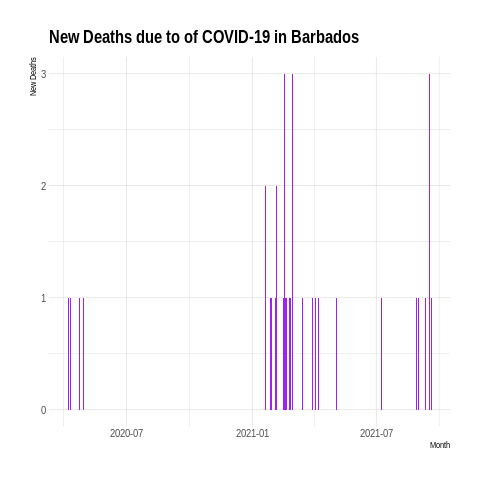 New Deaths due to of COVID-19 in Barbados
New Deaths
3
2
1
0
2020-07 2021-01 2021-07
Month